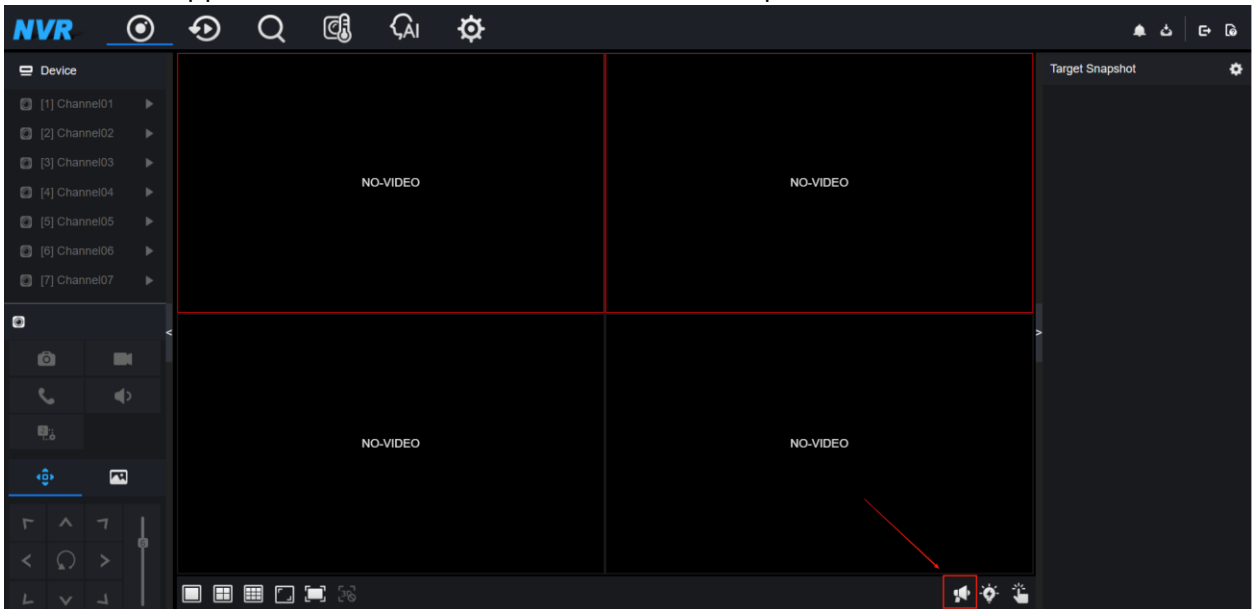 NVR
AI
Device
Target Snapshot
[1] Channel01
[2] Channel02
[3] Channel03
[4] Channel04
[5] Channel05
[6] Channel06
[7] Channel07
NO-VIDEO
NO-VIDEO
NO-VIDEO
NO-VIDEO